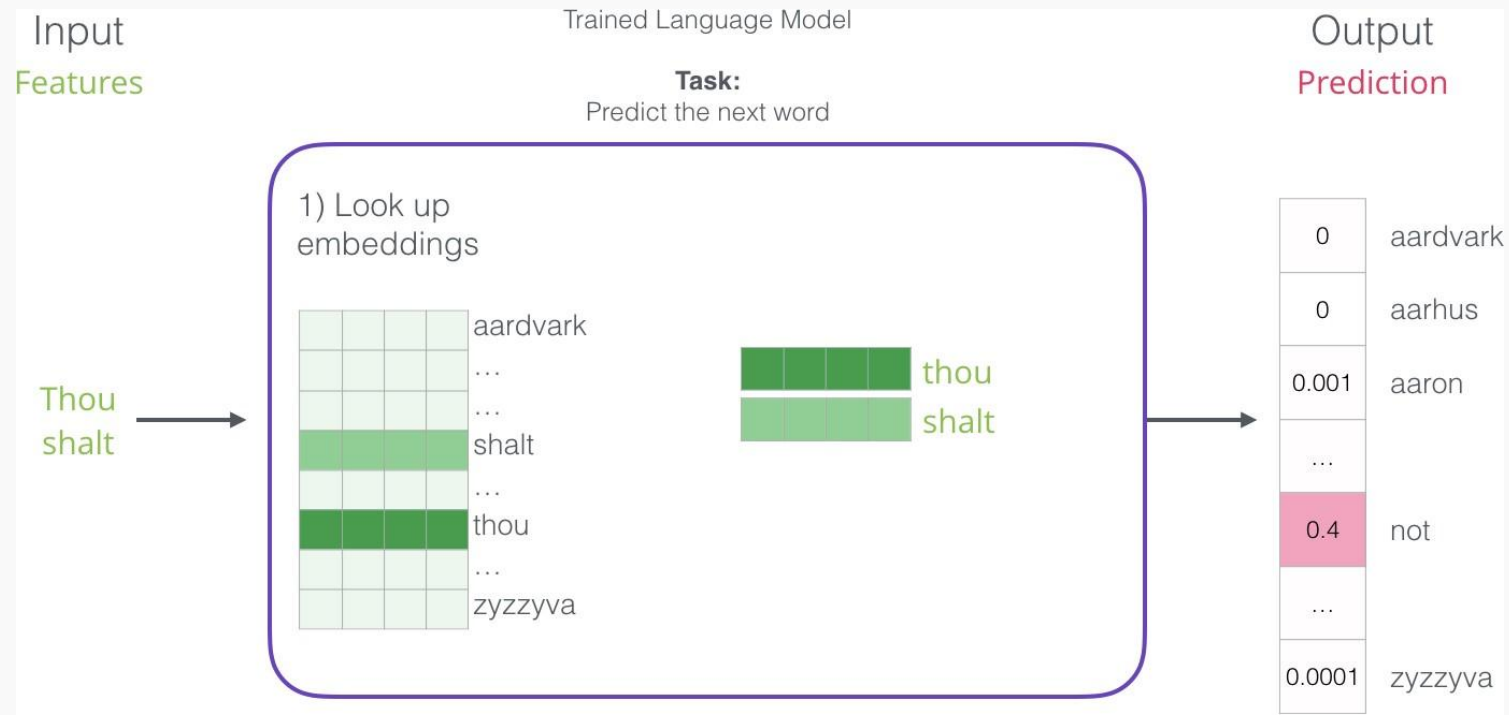 Input
Features
Trained Language Model
Task:
Predict the next word
Output
Prediction
Thou
shalt
1) Look up
embeddings
aardvark
...
...
shalt
...
thou
...
zyzzyva
thou
shalt
0 aardvark
0 aarhus
0.001 aaron
...
0.4 not
...
0.0001 zyzzyva